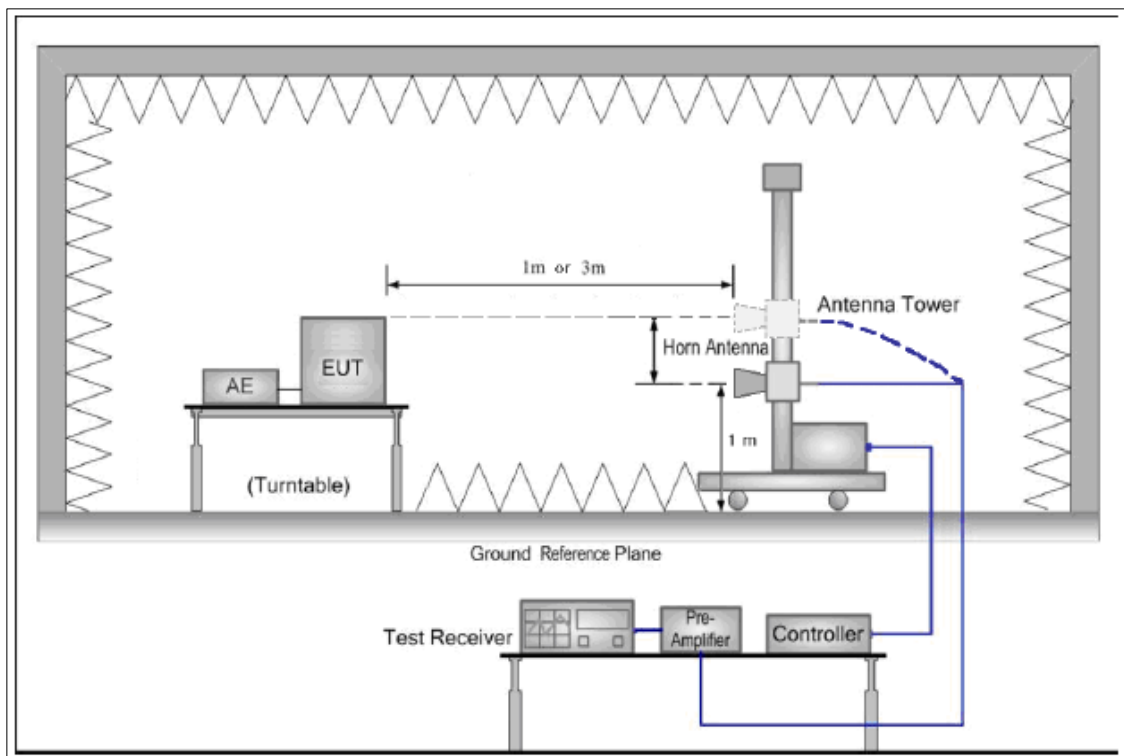 1m or 3m
Antenna Tower
Horn Antenna
EUT
AE
1 m
(Turntable)
Ground Reference Plane
Test Receiver
Pre-
Amplifier
Controller